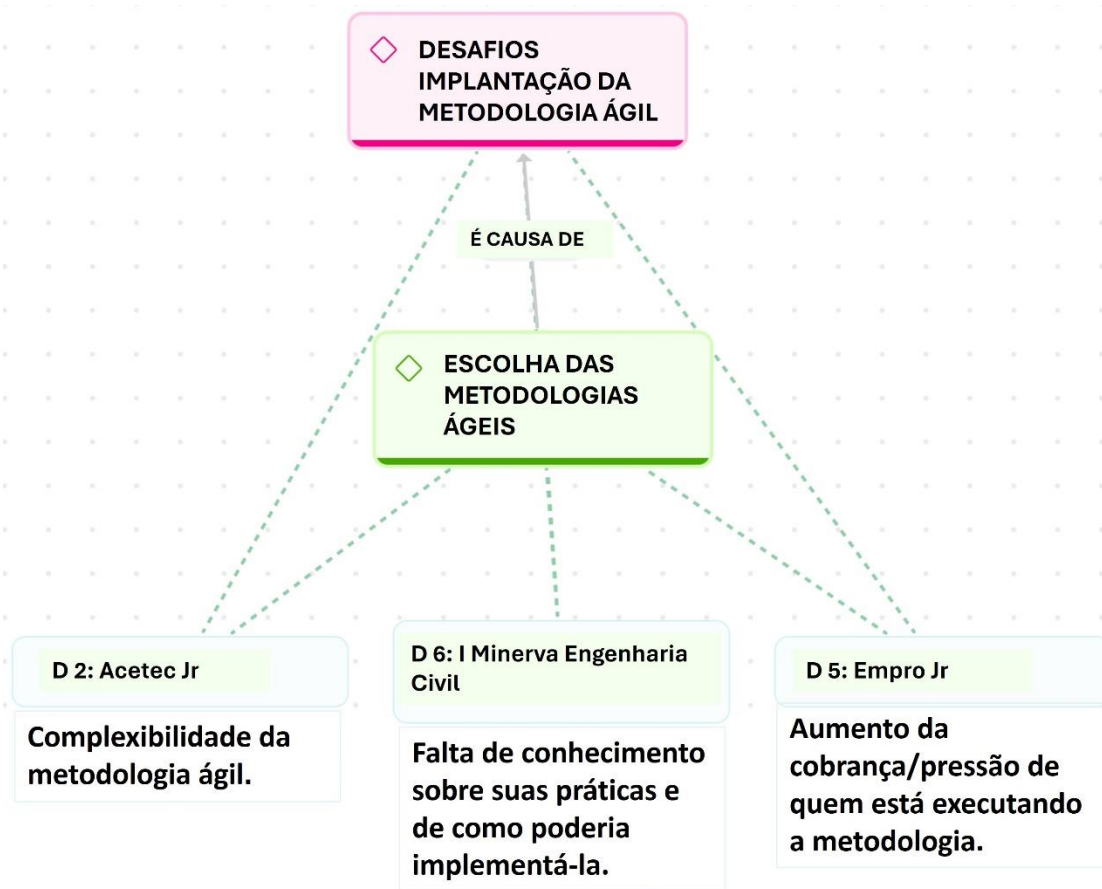 DESAFIOS
IMPLANTAÇÃO DA
METODOLOGIA ÁGIL
É CAUSA DE
ESCOLHA DAS
METODOLOGIAS
ÁGEIS
D 2: Acetec Jr
Complexibilidade da
metodologia ágil.
D 6: I Minerva Engenharia
Civil
Falta de conhecimento
sobre suas práticas e
de como poderia
implementá-la.
D 5: Empro Jr
Aumento da
cobrança/pressão de
quem está executando
a metodologia.